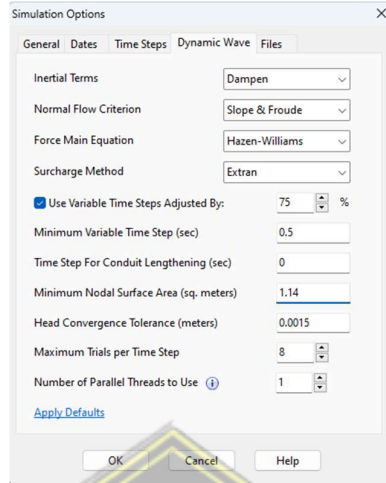 Simulation Options
General Dates Time Steps Dynamic Wave Files
Inertial Terms Dampen
Normal Flow Criterion Slope & Froude
Force Main Equation Hazen-Williams
Surcharge Method Extran
Use Variable Time Steps Adjusted By: 75 %
Minimum Variable Time Step (sec) 0.5
Time Step For Conduit Lengthening (sec) 0
Minimum Nodal Surface Area (sq. meters) 1.14
Head Convergence Tolerance (meters) 0.0015
Maximum Trials per Time Step 8
Number of Parallel Threads to Use 1
Apply Defaults
OK Cancel Help